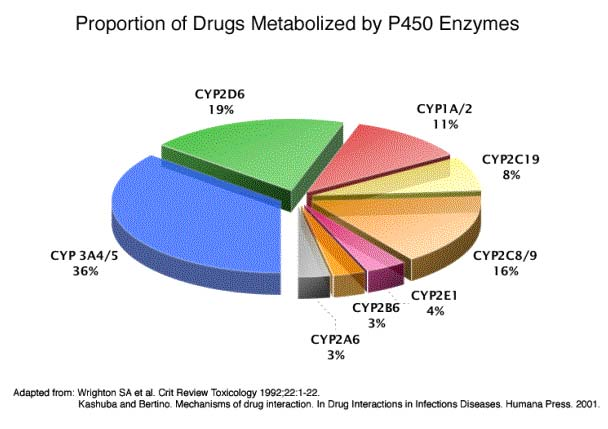 Proportion of Drugs Metabolized by P450 Enzymes
CYP2D6
19%
CYP1A/2
11%
CYP2C19
8%
CYP 3A4/5
36%
CYP2C8/9
16%
CYP2E1
4%
CYP2B6
3%
CYP2A6
3%
Adapted from: Wrighton SA et al. Crit Review Toxicology 1992;22:1-22.
Kashuba and Bertino. Mechanisms of drug interaction. In Drug Interactions in Infections Diseases. Humana Press. 2001.